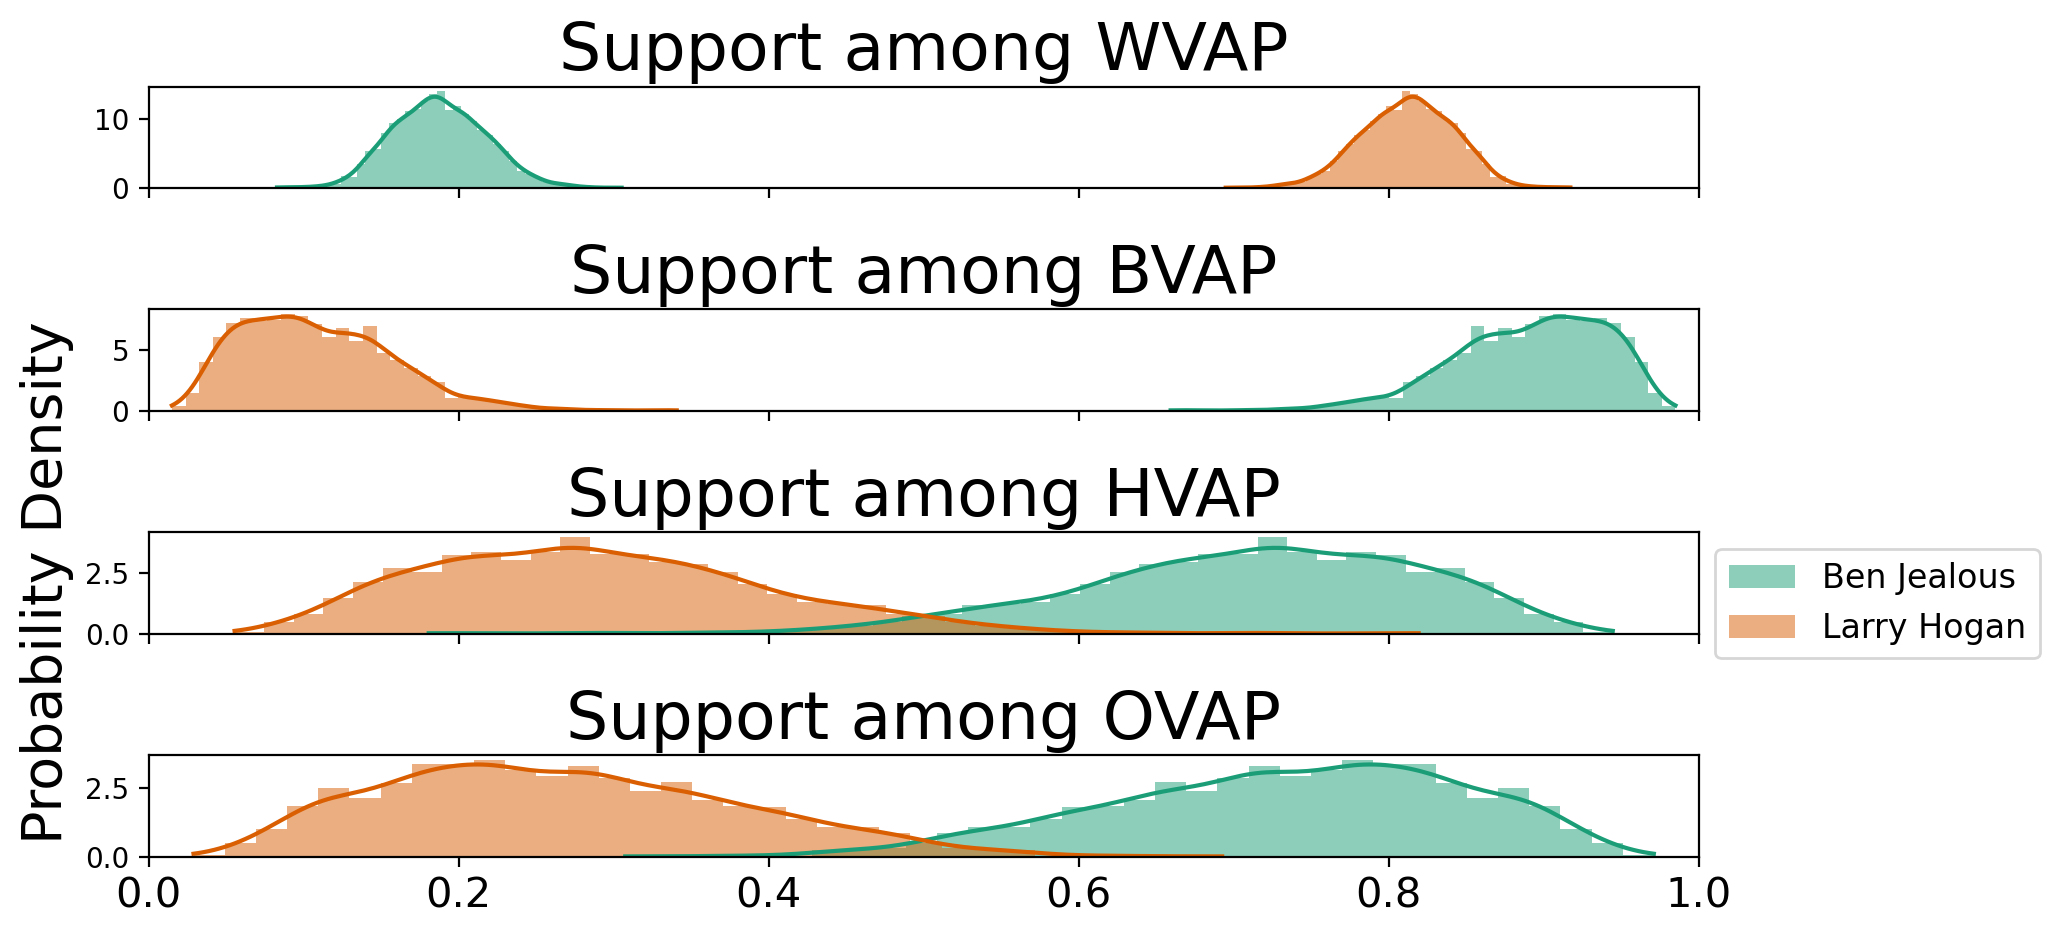 Support among WVAP
10
0
Support among BVAP
5
0
Support among HVAP
2.5
0.0
Support among OVAP
2.5
0.0
0.0 0.2 0.4 0.6 0.8 1.0
Probability Density
Ben Jealous
Larry Hogan